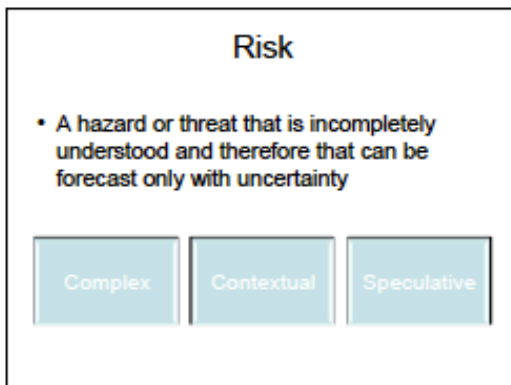 Risk
• A hazard or threat that is incompletely
understood and therefore that can be
forecast only with uncertainty
Complex Contextual Speculative